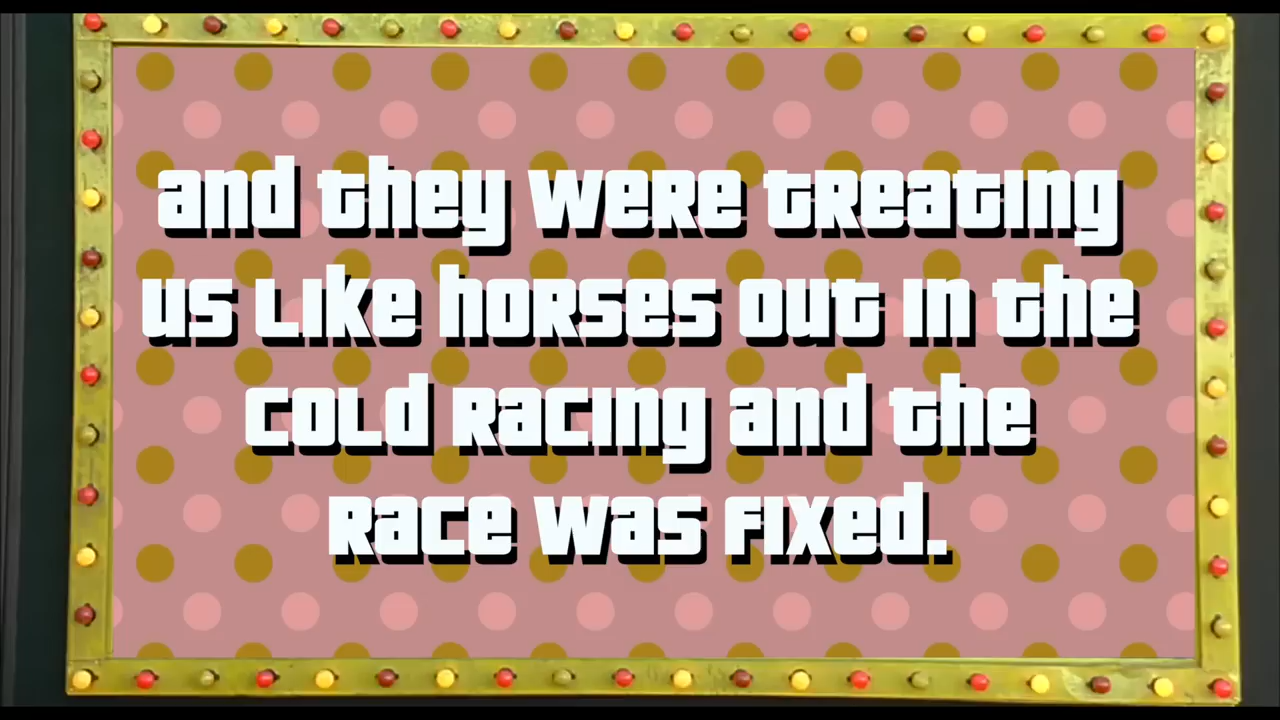 and they were treating
us like horses out in the
cold racing and the
race was fixed.